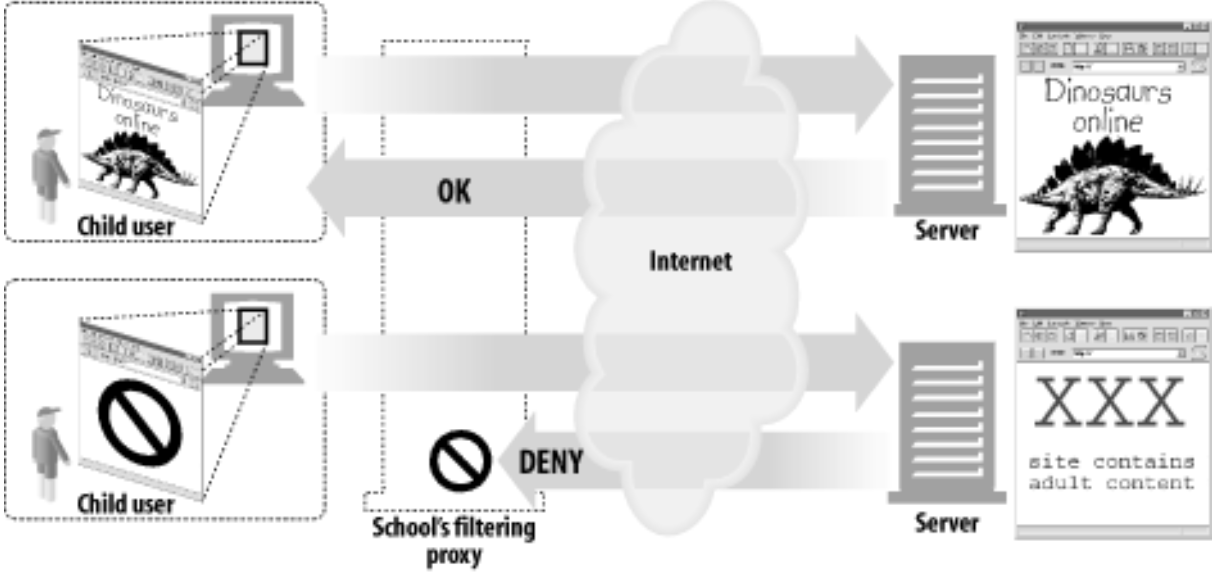 Dinosaurs
online
Child user
OK
Internet
Server
Dinosaurs
online
Child user
DENY
School's filtering
proxy
Server
XXX
site contains
adult content